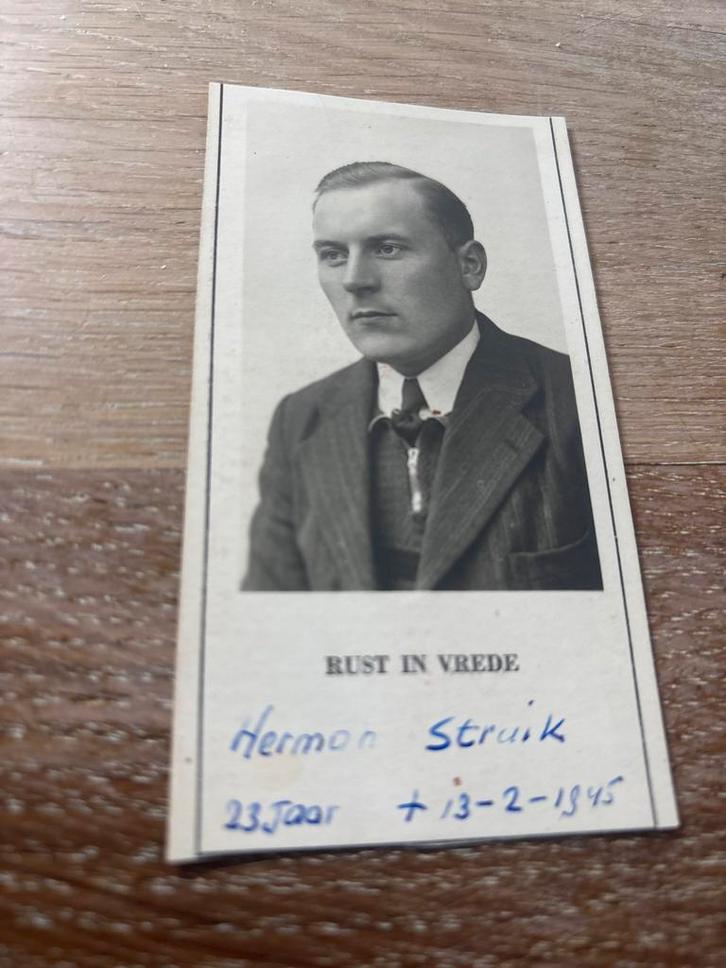 RUST IN VREDE
Herman Struik
23 Jaar + 13-2-1945